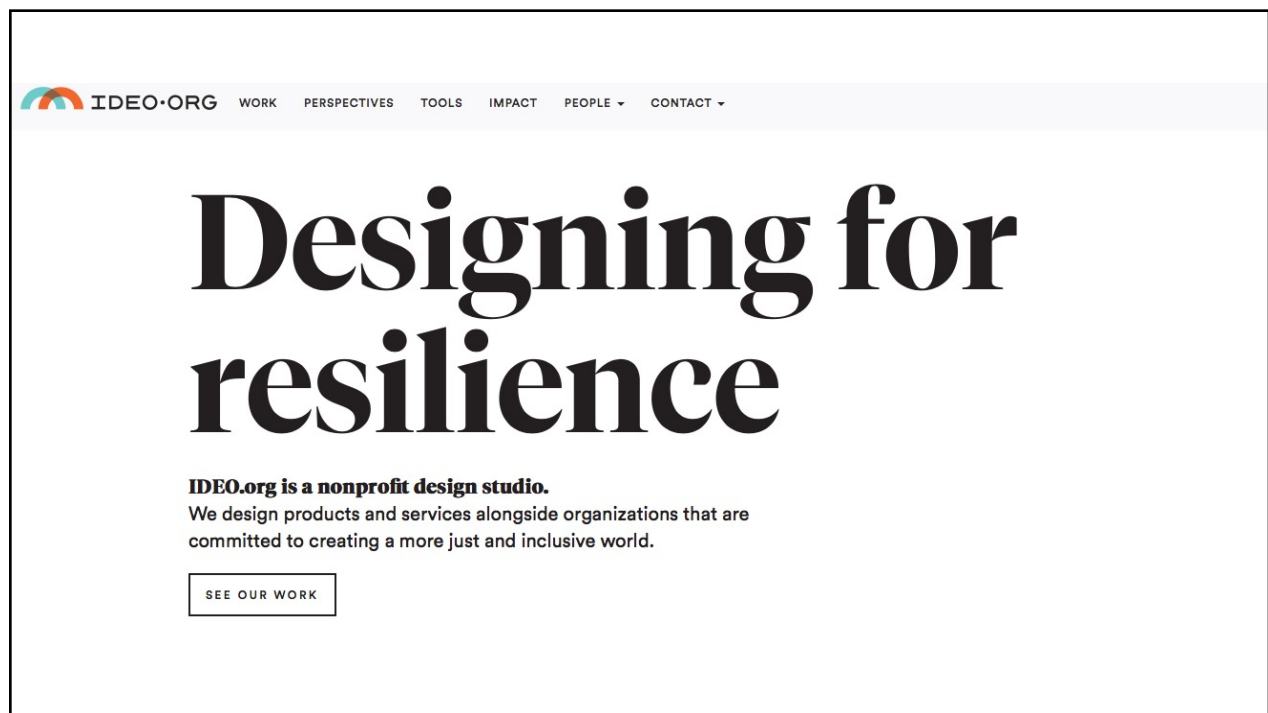 IDEO·ORG WORK PERSPECTIVES TOOLS IMPACT PEOPLE CONTACT
Designing for
resilience
IDEO.org is a nonprofit design studio.
We design products and services alongside organizations that are
committed to creating a more just and inclusive world.
SEE OUR WORK